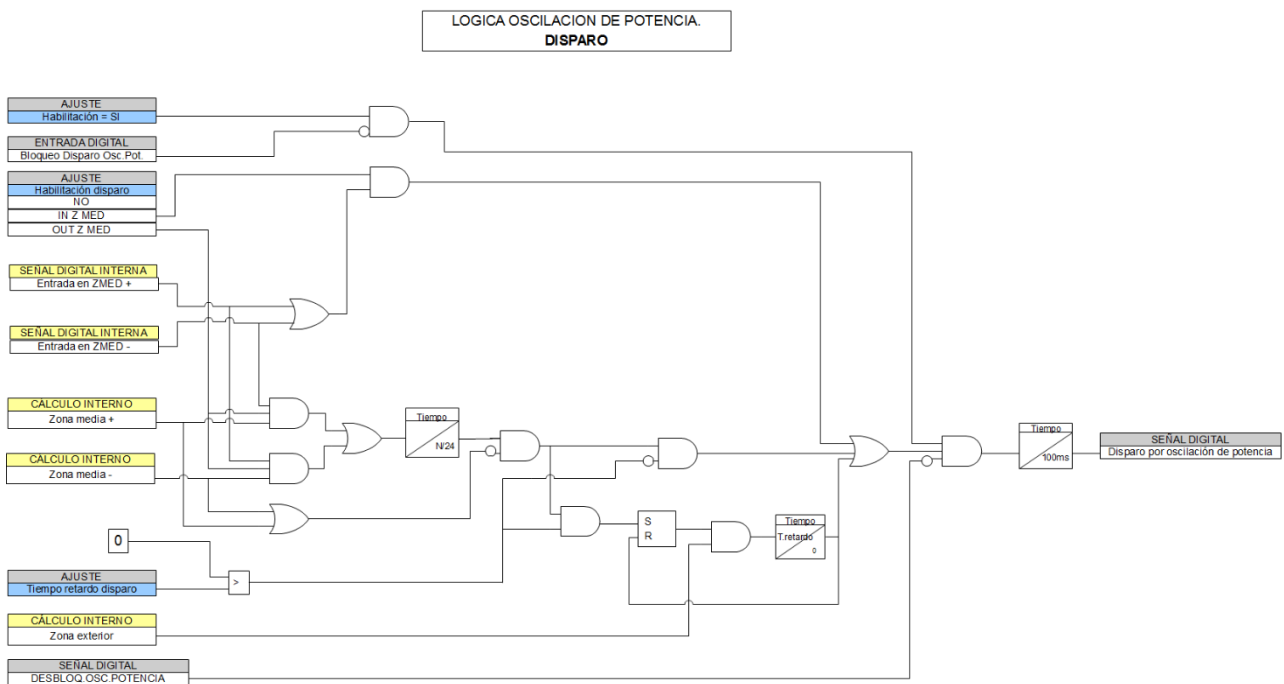 LOGICA OSCILACION DE POTENCIA.
DISPARO
AJUSTE
Habilitación = SI
ENTRADA DIGITAL
Bloqueo Disparo Osc.Pot.
AJUSTE
Habilitación disparo
NO
IN Z MED
OUT Z MED
SEÑAL DIGITAL INTERNA
Entrada en ZMED +
SEÑAL DIGITAL INTERNA
Entrada en ZMED -
CÁLCULO INTERNO
Zona media +
CÁLCULO INTERNO
Zona media -
Tiempo
N/24
Tiempo
100ms
SEÑAL DIGITAL
Disparo por oscilación de potencia
S
R
Tiempo
T.retardo
0
0
>
AJUSTE
Tiempo retardo disparo
CÁLCULO INTERNO
Zona exterior
SEÑAL DIGITAL
DESBLOQ.OSC.POTENCIA